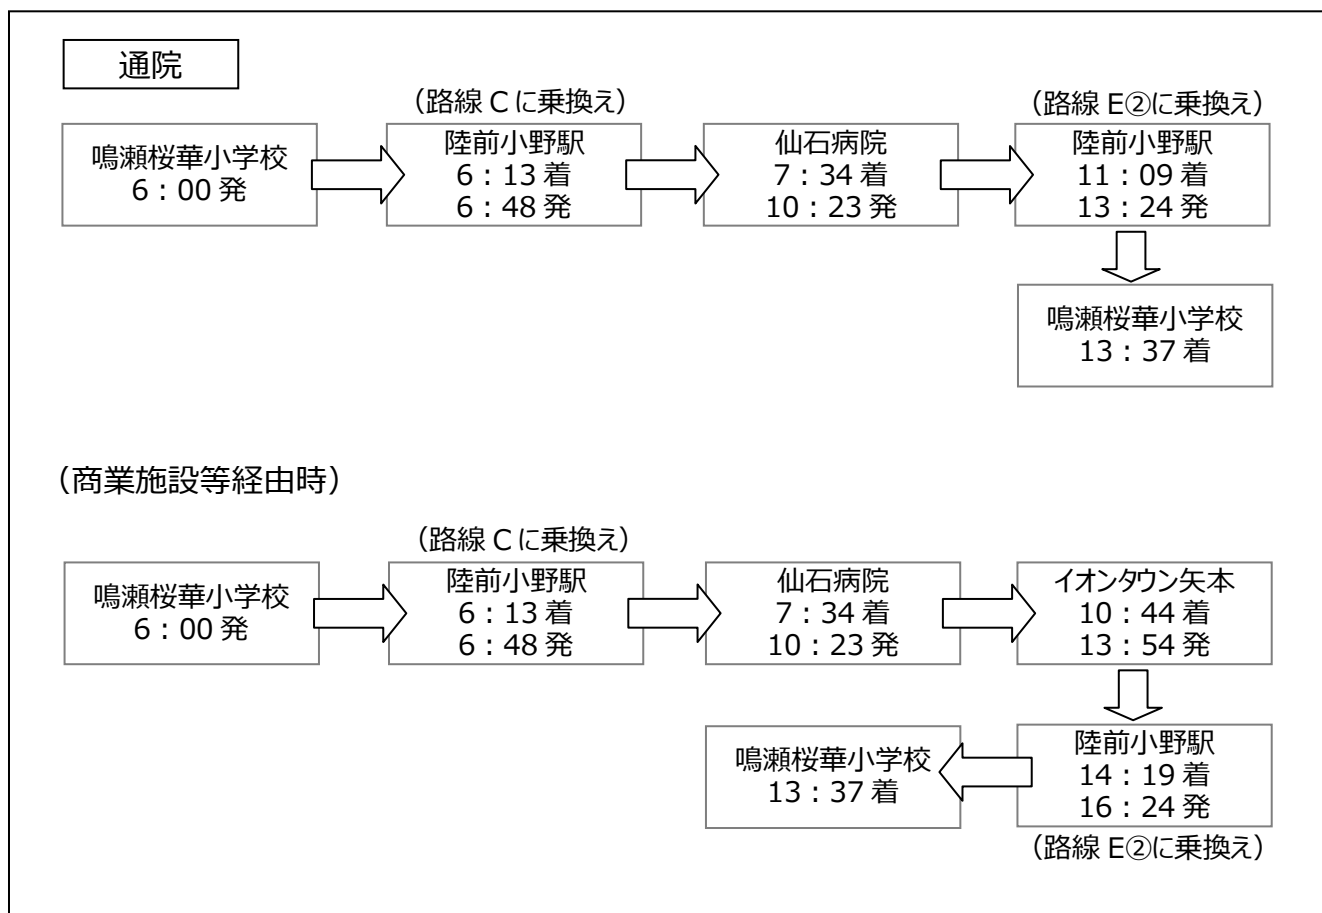 通院
（路線 C に乗換え）
（路線 E②に乗換え）
鳴瀬桜華小学校
6：00 発
陸前小野駅
6：13 着
6：48 発
仙石病院
7：34 着
10：23 発
陸前小野駅
11：09 着
13：24 発
鳴瀬桜華小学校
13：37 着
（商業施設等経由時）
（路線 C に乗換え）
鳴瀬桜華小学校
6：00 発
陸前小野駅
6：13 着
6：48 発
仙石病院
7：34 着
10：23 発
イオンタウン矢本
10：44 着
13：54 発
陸前小野駅
14：19 着
16：24 発
（路線 E②に乗換え）
鳴瀬桜華小学校
13：37 着